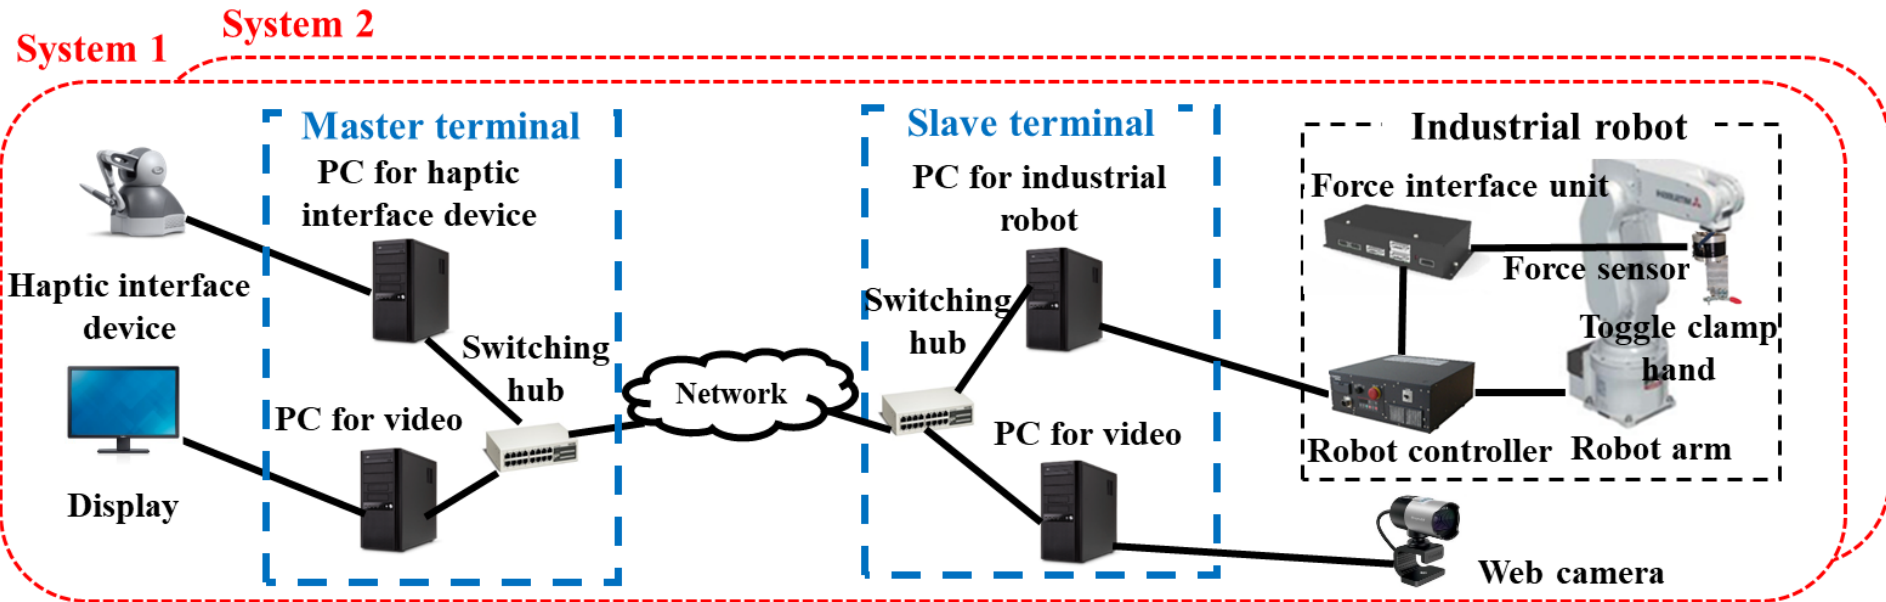 System 1
System 2
Master terminal
PC for haptic
interface device
Haptic interface
device
Switching
hub
PC for video
Display
Network
Slave terminal
PC for industrial
robot
Switching
hub
PC for video
Industrial robot
Force interface unit
Force sensor
Toggle clamp
hand
Robot controller
Robot arm
Web camera